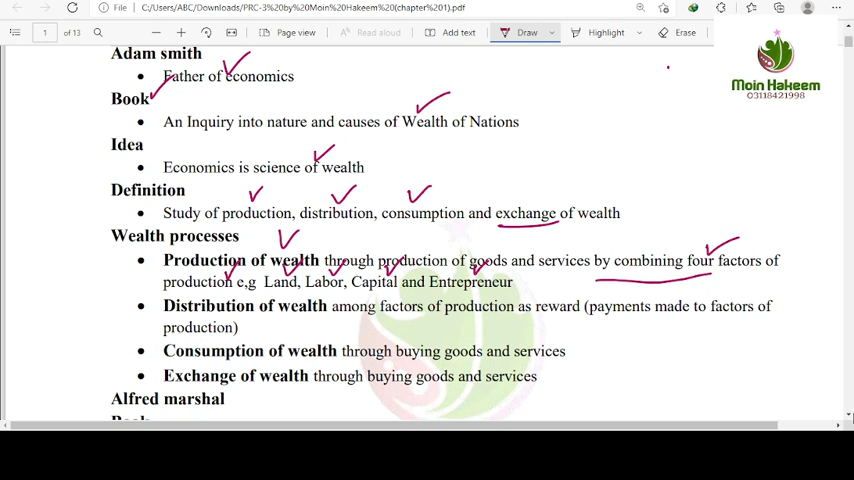 File
C:/Users/ABC/Downloads/PRC-3%20by%20Moin%20Hakeem%20(chapter%201).pdf
1 of 13
Page view
Read aloud
Add text
Draw
Highlight
Erase
Moin Hakeem
03118421998
Adam smith
• Father of economics
Book
• An Inquiry into nature and causes of Wealth of Nations
Idea
• Economics is science of wealth
Definition
• Study of production, distribution, consumption and exchange of wealth
Wealth processes
• Production of wealth through production of goods and services by combining four factors of
production e,g Land, Labor, Capital and Entrepreneur
• Distribution of wealth among factors of production as reward (payments made to factors of
production)
• Consumption of wealth through buying goods and services
• Exchange of wealth through buying goods and services
Alfred marshal